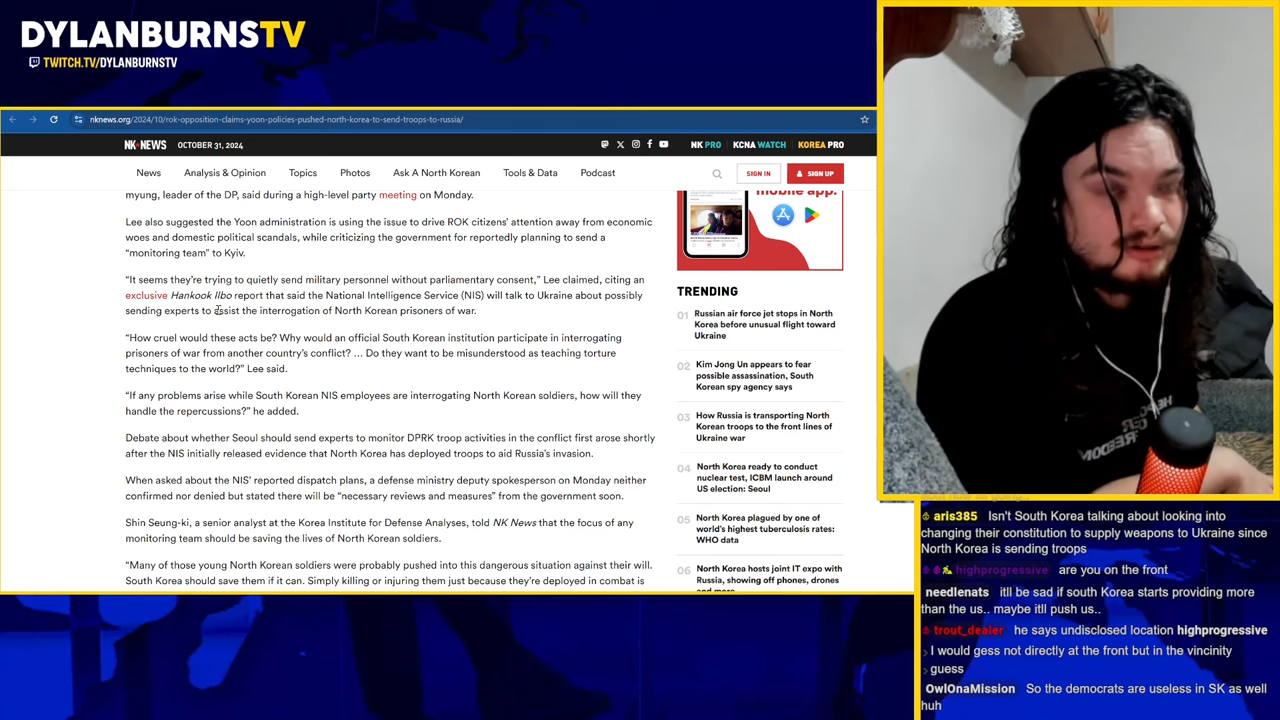 DYLANBURNSTV
TWITCH.TV/DYLANBURNSTV
nknews.org/2024/10/rok-opposition-claims-yoon-policies-pushed-north-korea-to-send-troops-to-russia/
NK NEWS
OCTOBER 31, 2024
NK PRO
KCNA WATCH
KOREA PRO
News
Analysis & Opinion
Topics
Photos
Ask A North Korean
Tools & Data
Podcast
SIGN IN
SIGN UP
myung, leader of the DP, said during a high-level party meeting on Monday.
Lee also suggested the Yoon administration is using the issue to drive ROK citizens’ attention away from economic
woes and domestic political scandals, while criticizing the government for reportedly planning to send a
“monitoring team” to Kyiv.
“It seems they’re trying to quietly send military personnel without parliamentary consent,” Lee claimed, citing an
exclusive Hankook Ilbo report that said the National Intelligence Service (NIS) will talk to Ukraine about possibly
sending experts to assist the interrogation of North Korean prisoners of war.
“How cruel would these acts be? Why would an official South Korean institution participate in interrogating
prisoners of war from another country’s conflict? … Do they want to be misunderstood as teaching torture
techniques to the world?” Lee said.
“If any problems arise while South Korean NIS employees are interrogating North Korean soldiers, how will they
handle the repercussions?” he added.
Debate about whether Seoul should send experts to monitor DPRK troop activities in the conflict first arose shortly
after the NIS initially released evidence that North Korea has deployed troops to aid Russia’s invasion.
When asked about the NIS’ reported dispatch plans, a defense ministry deputy spokesperson on Monday neither
confirmed nor denied but stated there will be “necessary reviews and measures” from the government soon.
Shin Seung-ki, a senior analyst at the Korea Institute for Defense Analyses, told NK News that the focus of any
monitoring team should be saving the lives of North Korean soldiers.
“Many of those young North Korean soldiers were probably pushed into this dangerous situation against their will.
South Korea should save them if it can. Simply killing or injuring them just because they’re deployed in combat is
mobile app.
TRENDING
01 Russian air force jet stops in North
Korea before unusual flight toward
Ukraine
02 Kim Jong Un appears to fear
possible assassination, South
Korean spy agency says
03 How Russia is transporting North
Korean troops to the front lines of
Ukraine war
04 North Korea ready to conduct
nuclear test, ICBM launch around
US election: Seoul
05 North Korea plagued by one of
world’s highest tuberculosis rates:
WHO data
06 North Korea hosts joint IT expo with
Russia, showing off phones, drones
and more
aris385 Isn't South Korea talking about looking into
changing their constitution to supply weapons to Ukraine since
North Korea is sending troops
highprogressive are you on the front
needlenats itll be sad if south Korea starts providing more
than the us.. maybe itll push us..
trout_dealer he says undisclosed location highprogressive
I would gess not directly at the front but in the vincinity
guess
OwlOnaMission So the democrats are useless in SK as well
huh